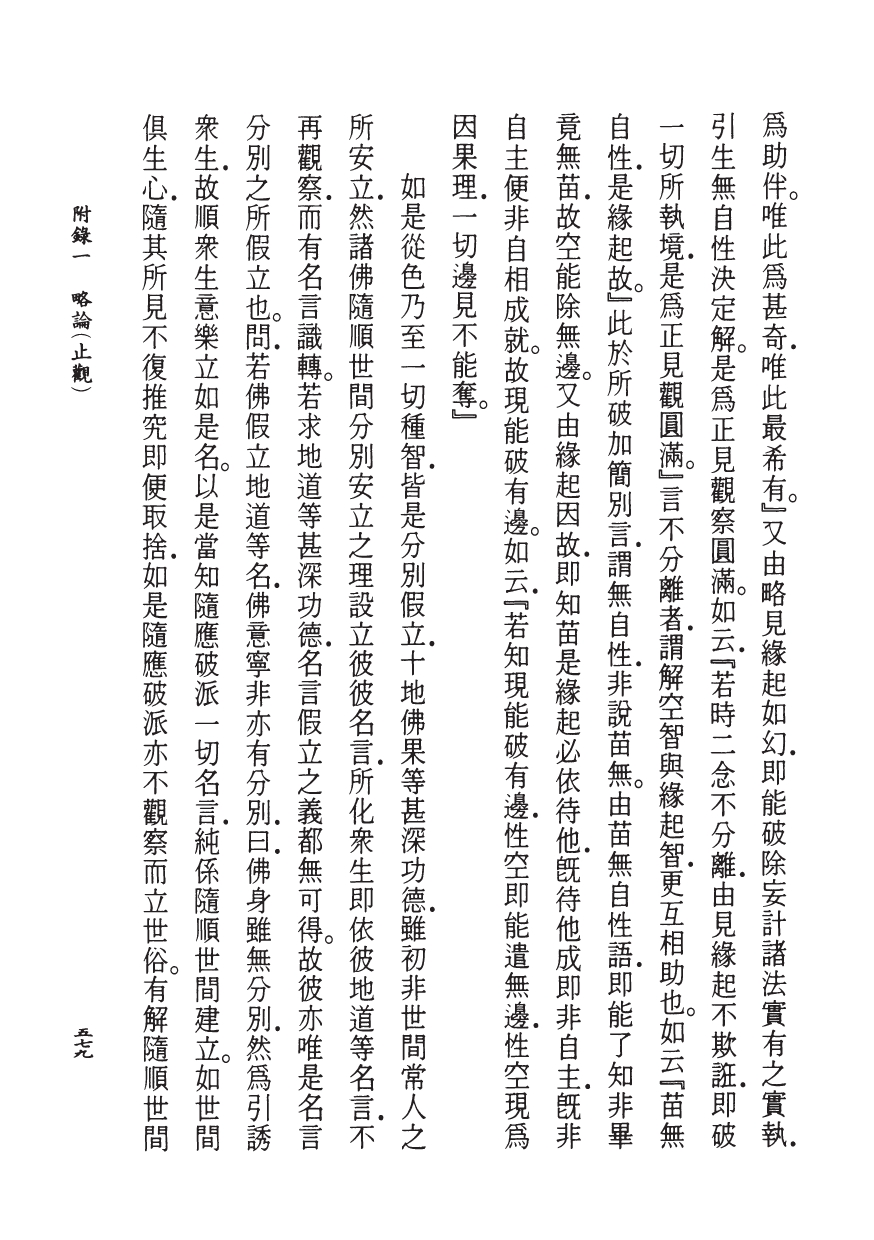 爲助伴。唯此爲甚奇．唯此最希有。』又由略見緣起如幻．即能破除妄計諸法實有之實執．
引生無自性決定解。是爲正見觀察圓滿。如云．『若時二念不分離．由見緣起不欺誑．即破
一切所執境．是爲正見觀圓滿。』言不分離者．謂解空智與緣起智．更互相助也。如云『苗無
自性．是緣起故。』此於所破加簡別言．謂無自性．非說苗無。由苗無自性語．即能了知非畢
竟無苗．故空能除無邊。又由緣起因故．即知苗是緣起必依待他．旣待他成即非自主．旣非
自主便非自相成就。故現能破有邊。如云．『若知現能破有邊．性空即能遣無邊．性空現爲
因果理．一切邊見不能奪。』
如是從色乃至一切種智．皆是分別假立．十地佛果等甚深功德．雖初非世間常人之
所安立．然諸佛隨順世間分別安立之理設立彼彼名言．所化衆生即依彼地道等名言．不
再觀察．而有名言識轉。若求地道等甚深功德．名言假立之義都無可得。故彼亦唯是名言
分別之所假立也。問．若佛假立地道等名．佛意寧非亦有分別．曰．佛身雖無分別．然爲引誘
衆生．故順衆生意樂立如是名。以是當知隨應破派一切名言．純係隨順世間建立。如世間
俱生心．隨其所見不復推究即便取捨．如是隨應破派亦不觀察而立世俗。有解隨順世間
附錄一　略論（止觀）
五七九